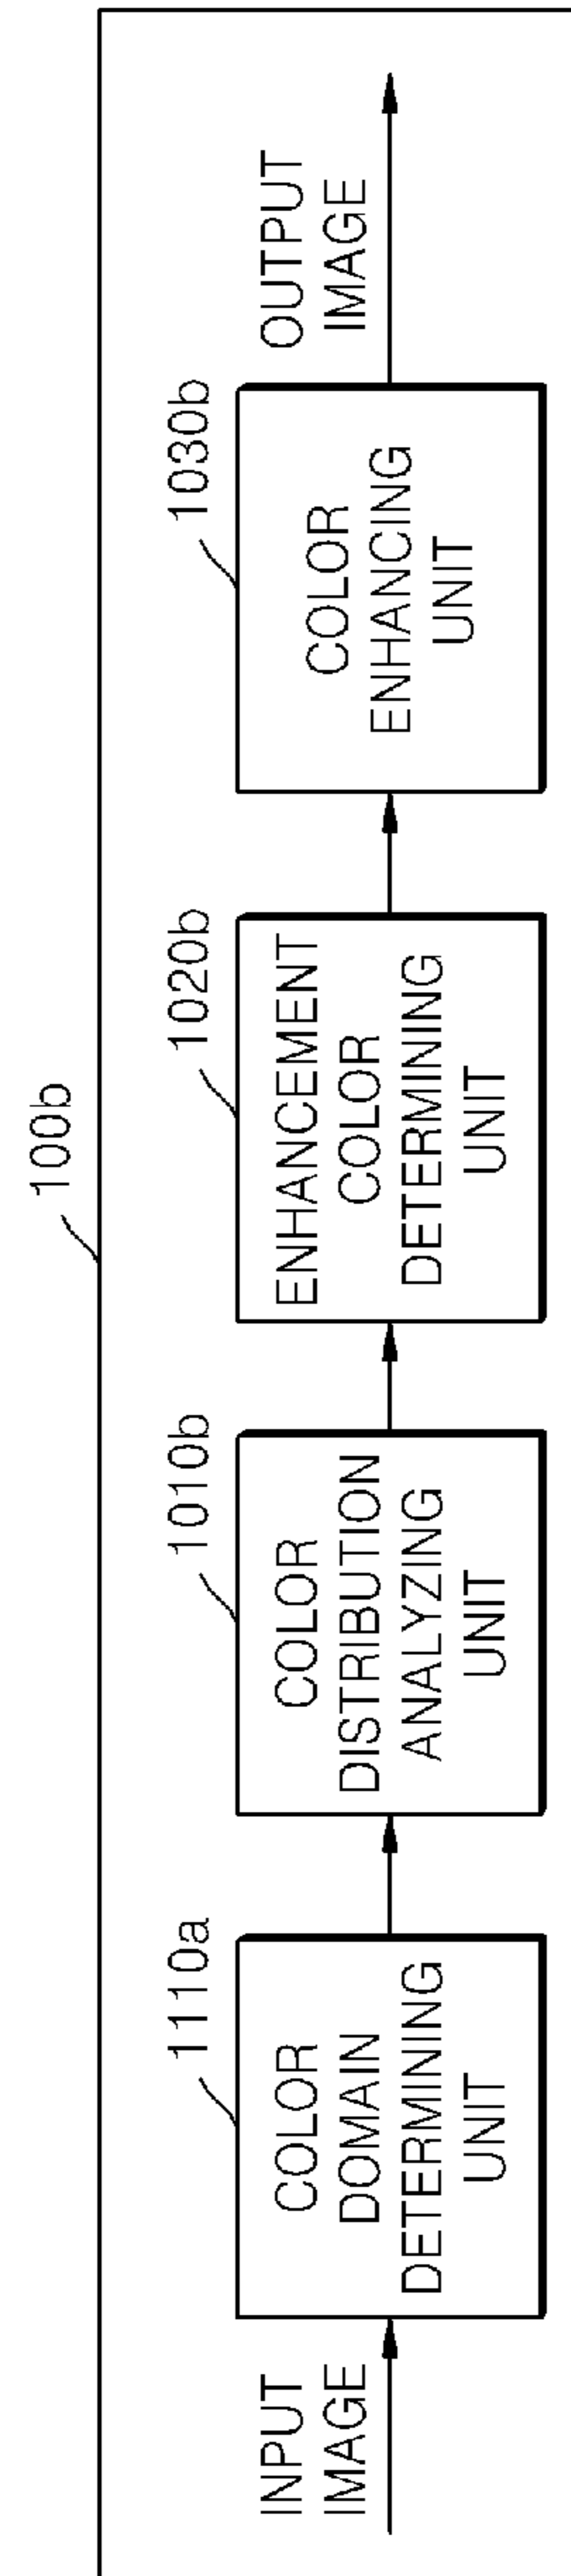 100b
INPUT
IMAGE
1110a
COLOR
DOMAIN
DETERMINING
UNIT
1010b
COLOR
DISTRIBUTION
ANALYZING
UNIT
1020b
ENHANCEMENT
COLOR
DETERMINING
UNIT
1030b
COLOR
ENHANCING
UNIT
OUTPUT
IMAGE